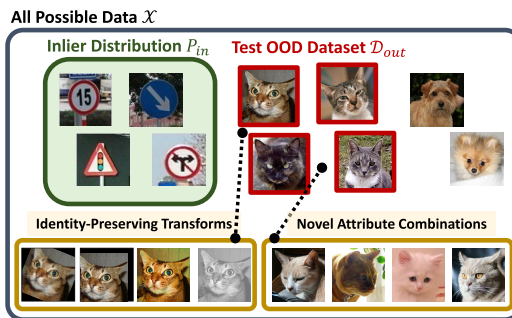 All Possible Data 𝒳
Inlier Distribution P_in
Test OOD Dataset 𝒟_out
15
Identity-Preserving Transforms
Novel Attribute Combinations